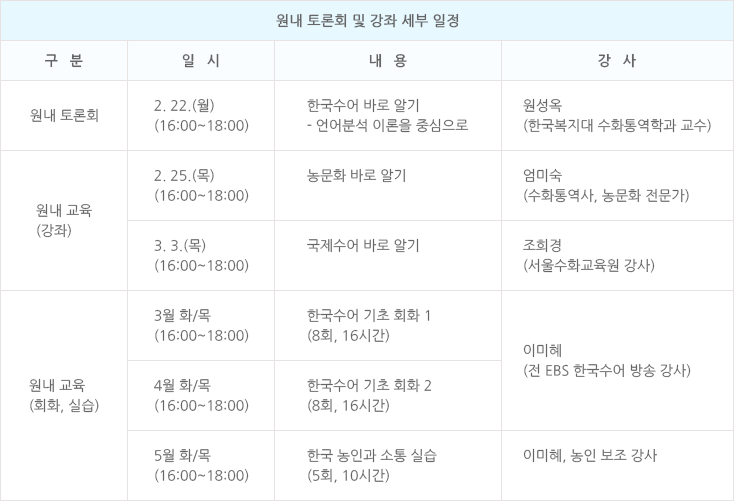 원내 토론회 및 강좌 세부 일정
구 분
일 시
내 용
강 사
원내 토론회
2. 22.(월)
(16:00~18:00)
한국수어 바로 알기
- 언어분석 이론을 중심으로
원성옥
(한국복지대 수화통역학과 교수)
원내 교육
(강좌)
2. 25.(목)
(16:00~18:00)
농문화 바로 알기
엄미숙
(수화통역사, 농문화 전문가)
3. 3.(목)
(16:00~18:00)
국제수어 바로 알기
조희경
(서울수화교육원 강사)
원내 교육
(회화, 실습)
3월 화/목
(16:00~18:00)
한국수어 기초 회화 1
(8회, 16시간)
이미혜
(전 EBS 한국수어 방송 강사)
4월 화/목
(16:00~18:00)
한국수어 기초 회화 2
(8회, 16시간)
5월 화/목
(16:00~18:00)
한국 농인과 소통 실습
(5회, 10시간)
이미혜, 농인 보조 강사